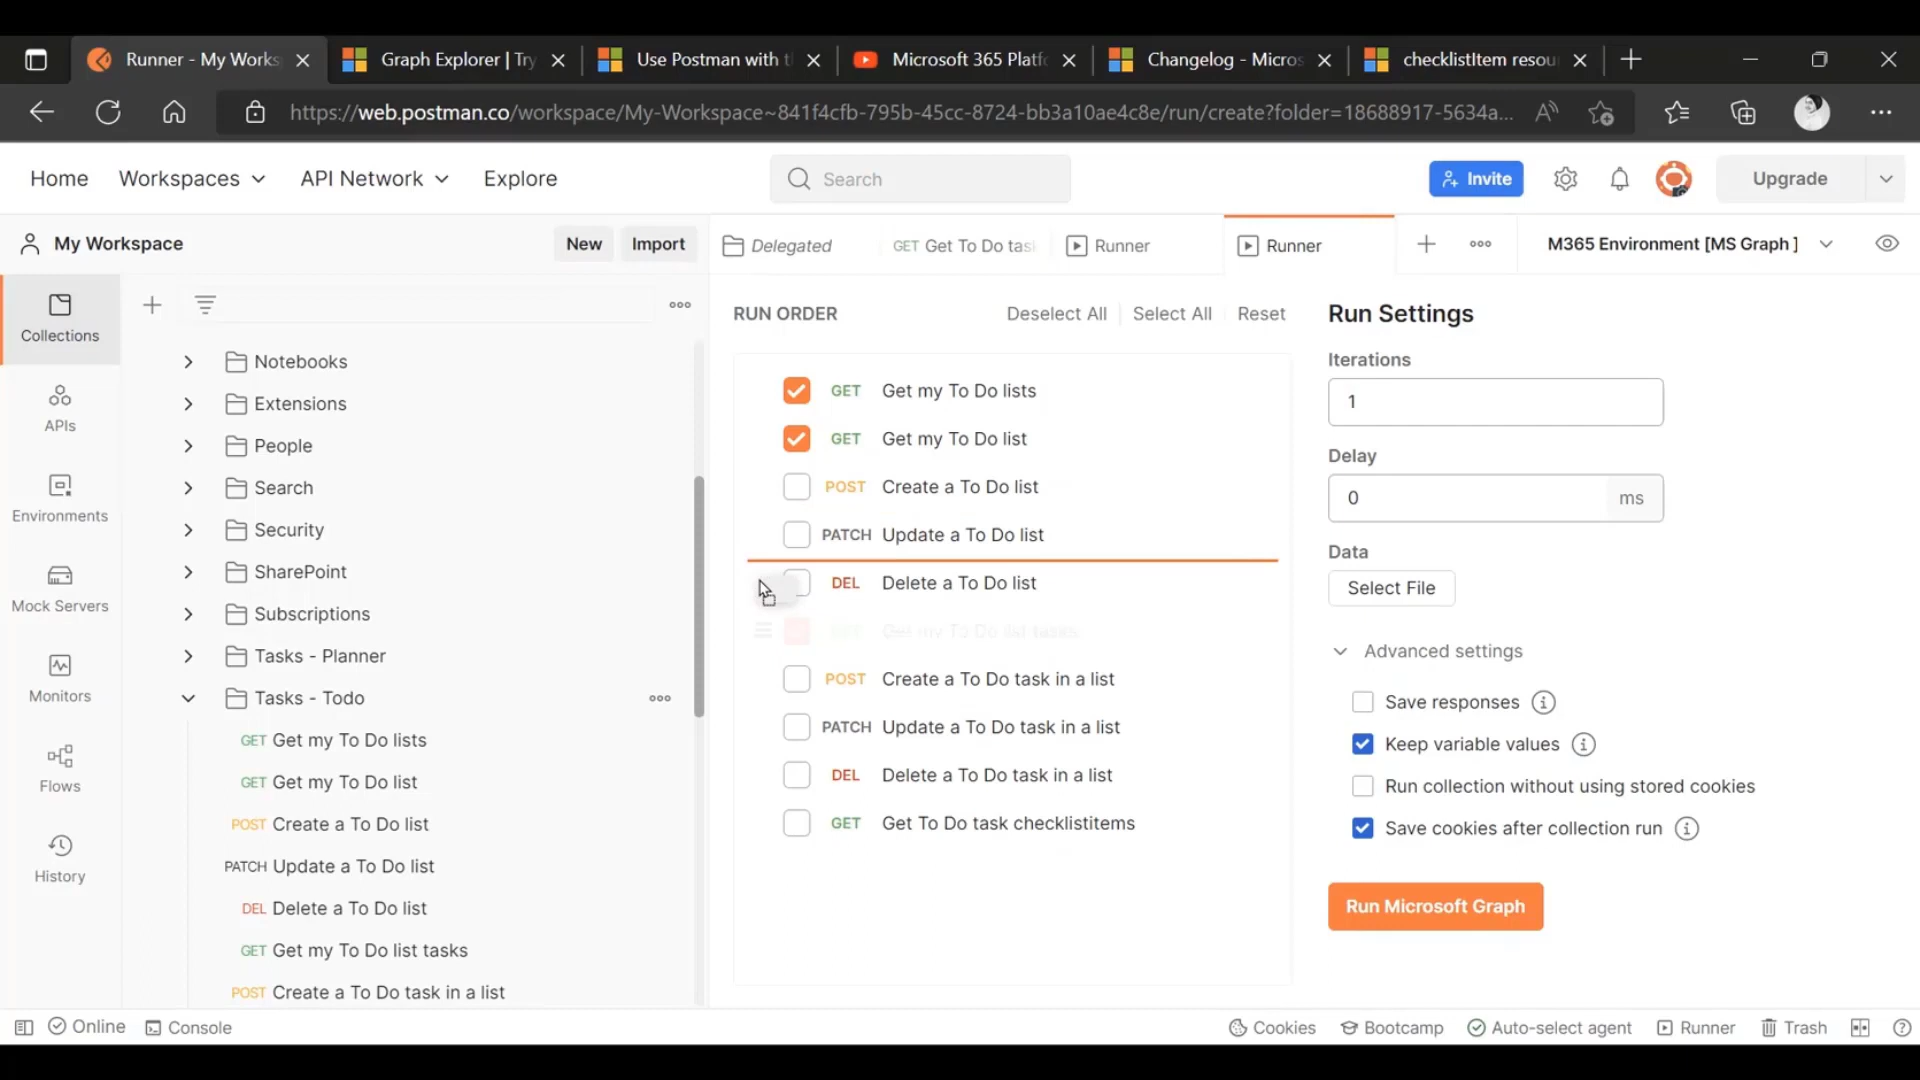 Runner - My Works
Graph Explorer | Try
Use Postman with t
Microsoft 365 Platfo
Changelog - Micros
checklistItem resou
https://web.postman.co/workspace/My-Workspace~841f4cfb-795b-45cc-8724-bb3a10ae4c8e/run/create?folder=18688917-5634a...
Home
Workspaces
API Network
Explore
Search
Invite
Upgrade
My Workspace
New
Import
Delegated
GET Get To Do tas
Runner
Runner
M365 Environment [MS Graph ]
Collections
APIs
Environments
Mock Servers
Monitors
Flows
History
Notebooks
Extensions
People
Search
Security
SharePoint
Subscriptions
Tasks - Planner
Tasks - Todo
GET Get my To Do lists
GET Get my To Do list
POST Create a To Do list
PATCH Update a To Do list
DEL Delete a To Do list
GET Get my To Do list tasks
POST Create a To Do task in a list
RUN ORDER
Deselect All
Select All
Reset
GET Get my To Do lists
GET Get my To Do list
POST Create a To Do list
PATCH Update a To Do list
DEL Delete a To Do list
Get my To Do list tasks
POST Create a To Do task in a list
PATCH Update a To Do task in a list
DEL Delete a To Do task in a list
GET Get To Do task checklistitems
Run Settings
Iterations
1
Delay
0 ms
Data
Select File
Advanced settings
Save responses
Keep variable values
Run collection without using stored cookies
Save cookies after collection run
Run Microsoft Graph
Online
Console
Cookies
Bootcamp
Auto-select agent
Runner
Trash